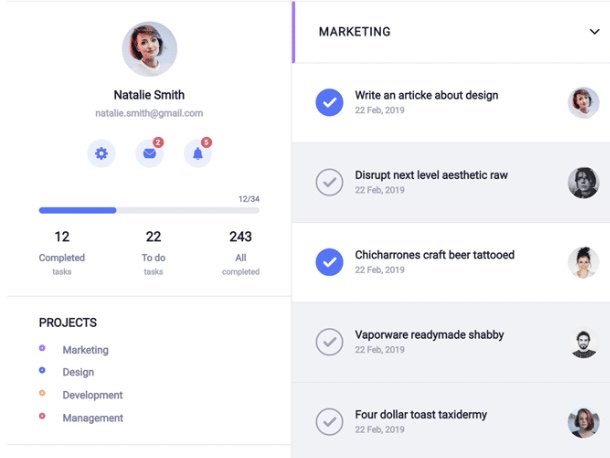 Natalie Smith
natalie.smith@gmail.com
2
5
12/34
12
22
243
Completed
To do
All
tasks
tasks
completed
PROJECTS
Marketing
Design
Development
Management
MARKETING
Write an articke about design
22 Feb, 2019
Disrupt next level aesthetic raw
22 Feb, 2019
Chicharrones craft beer tattooed
22 Feb, 2019
Vaporware readymade shabby
22 Feb, 2019
Four dollar toast taxidermy
22 Feb, 2019